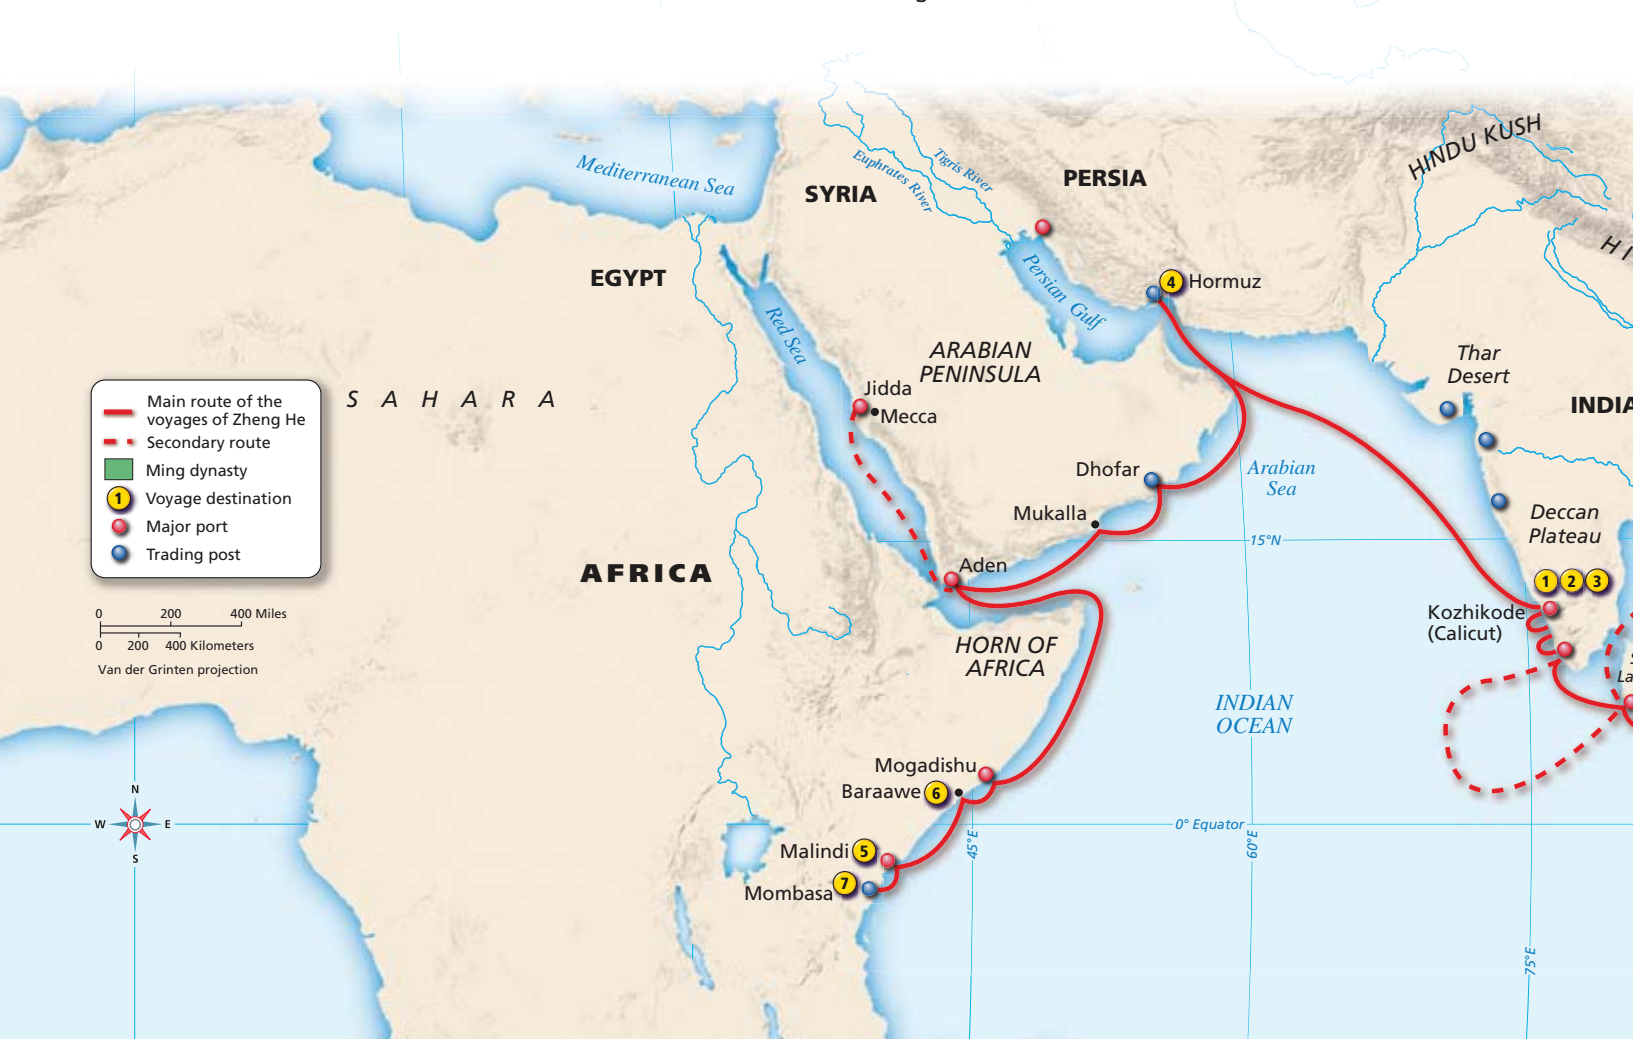 HINDU KUSH
Mediterranean Sea
Tigris River
Euphrates River
SYRIA
PERSIA
EGYPT
Persian Gulf
4
Hormuz
Red Sea
ARABIAN
PENINSULA
Thar
Desert
INDIA
Jidda
Mecca
S A H A R A
Main route of the
voyages of Zheng He
Secondary route
Ming dynasty
1
Voyage destination
Major port
Trading post
Dhofar
Arabian
Sea
Mukalla
Deccan
Plateau
15°N
AFRICA
Aden
1 2 3
Kozhikode
(Calicut)
0 200 400 Miles
0 200 400 Kilometers
Van der Grinten projection
HORN OF
AFRICA
INDIAN
OCEAN
Mogadishu
Baraawe
6
N
W E
S
0° Equator
45°E
60°E
75°E
Malindi
5
Mombasa
7